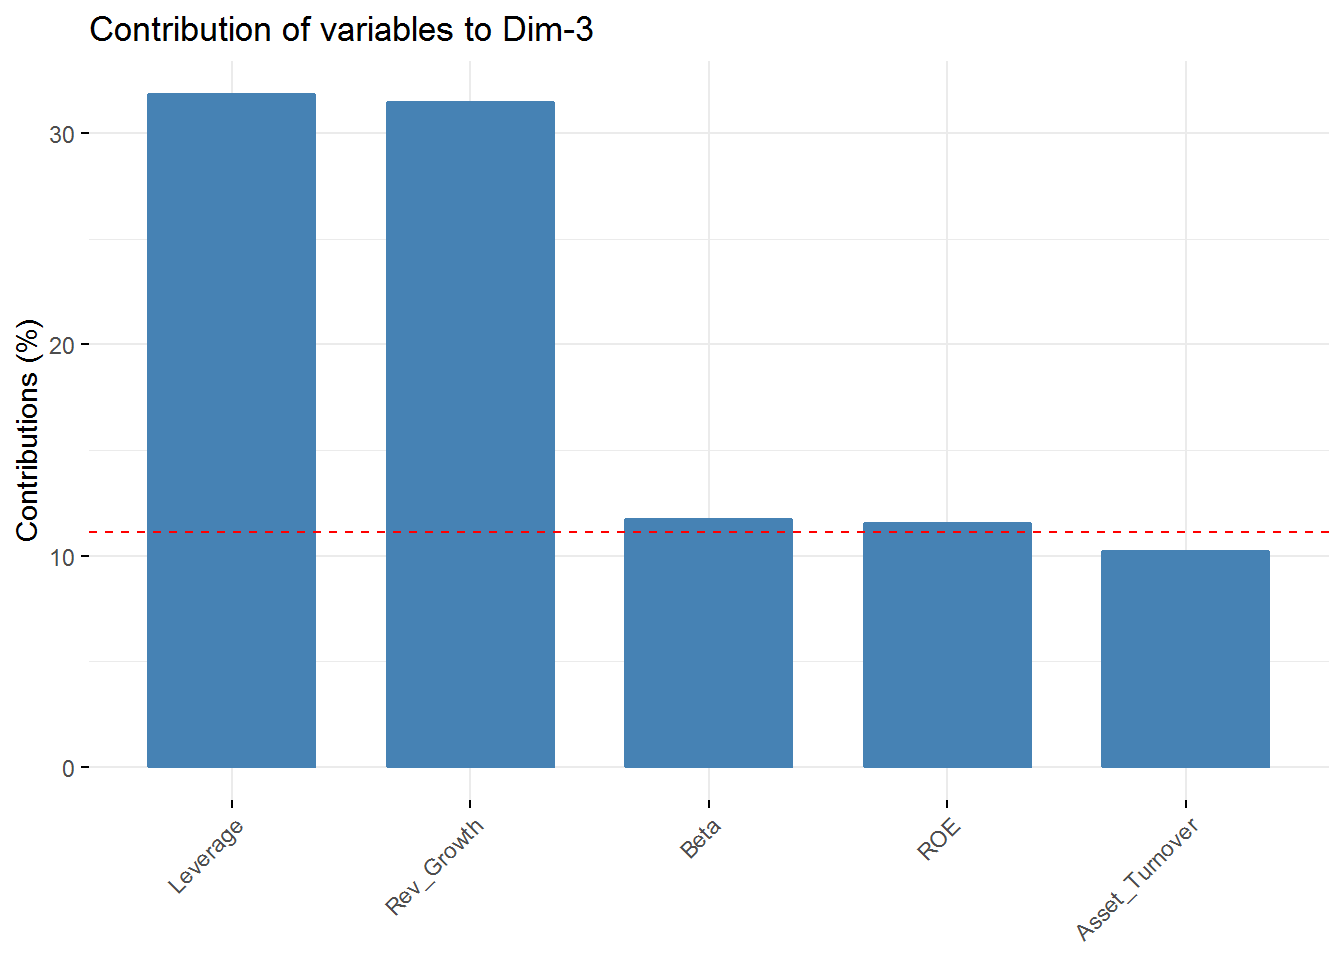 Contribution of variables to Dim-3
Contributions (%)
30
20
10
0
Leverage
Rev_Growth
Beta
ROE
Asset_Turnover